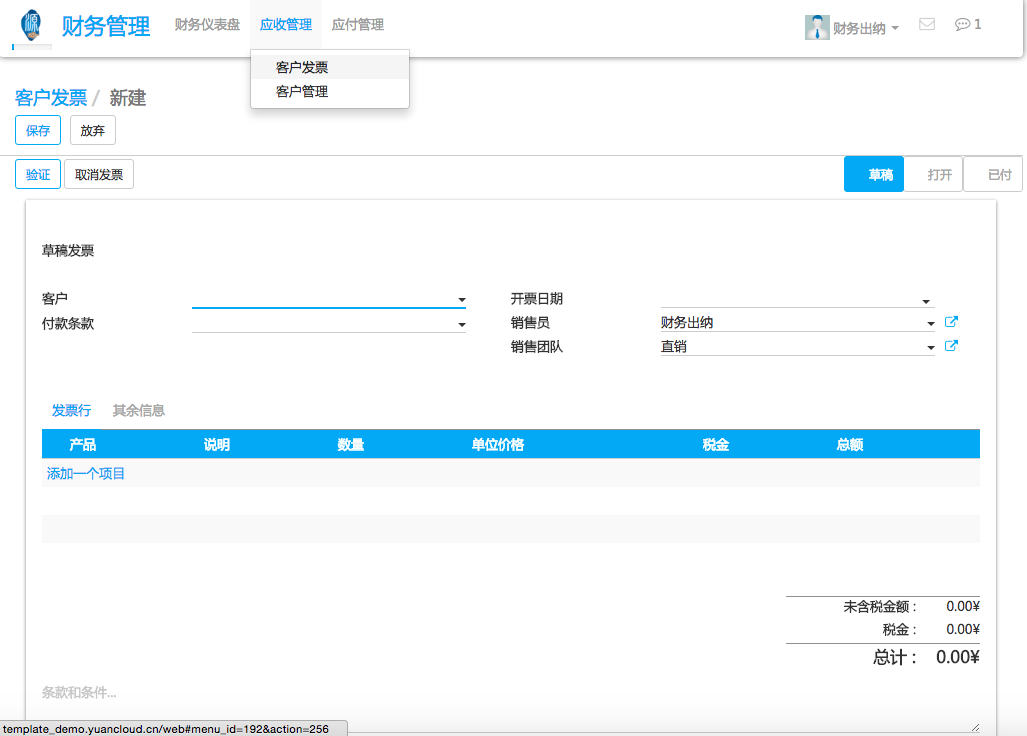 源
财务管理 财务仪表盘 应收管理 应付管理 财务出纳 1
客户发票
客户管理
客户发票 / 新建
保存 放弃
验证 取消发票 草稿 打开 已付
草稿发票
客户 开票日期
付款条款 销售员 财务出纳
销售团队 直销
发票行 其余信息
产品 说明 数量 单位价格 税金 总额
添加一个项目
未含税金额 : 0.00¥
税金 : 0.00¥
总计 : 0.00¥
条款和条件...
template_demo.yuancloud.cn/web#menu_id=192&action=256